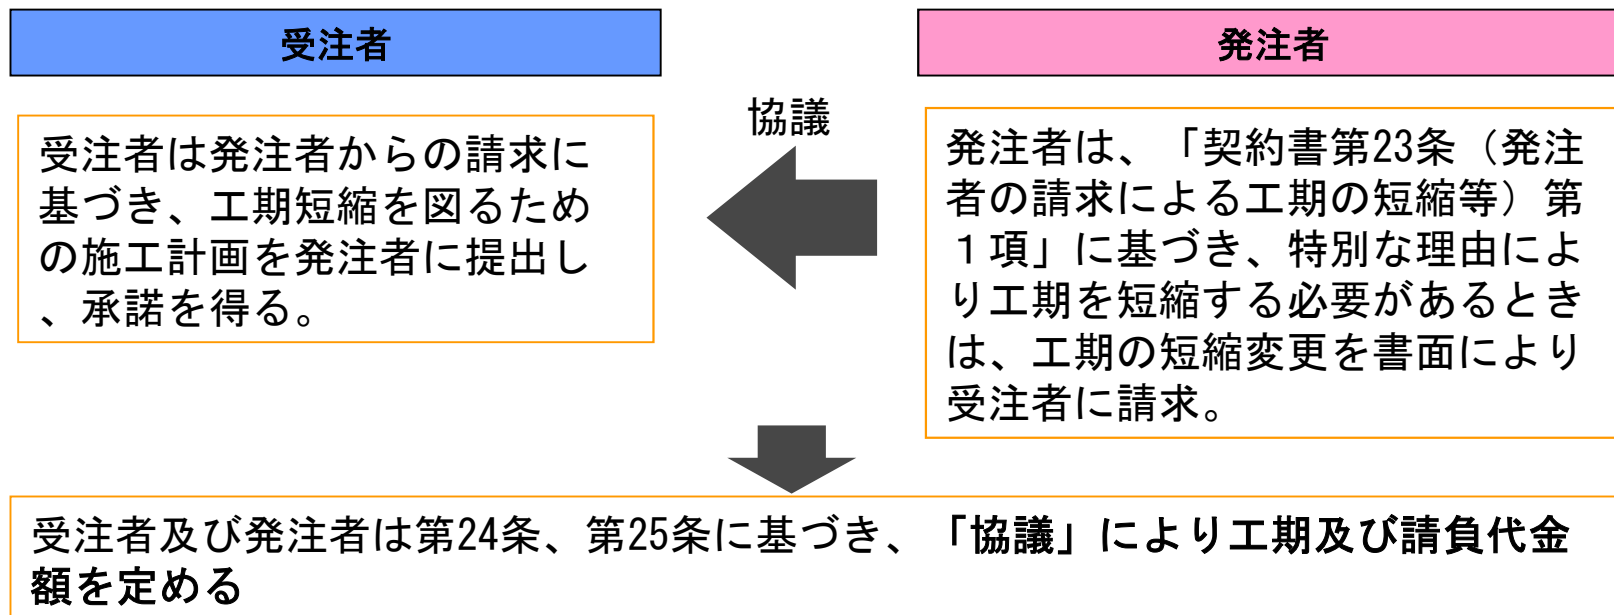 受注者
発注者
協議
受注者は発注者からの請求に
基づき、工期短縮を図るため
の施工計画を発注者に提出し
、承諾を得る。
発注者は、「契約書第23条（発注
者の請求による工期の短縮等）第
１項」に基づき、特別な理由によ
り工期を短縮する必要があるとき
は、工期の短縮変更を書面により
受注者に請求。
受注者及び発注者は第24条、第25条に基づき、「協議」により工期及び請負代金
額を定める